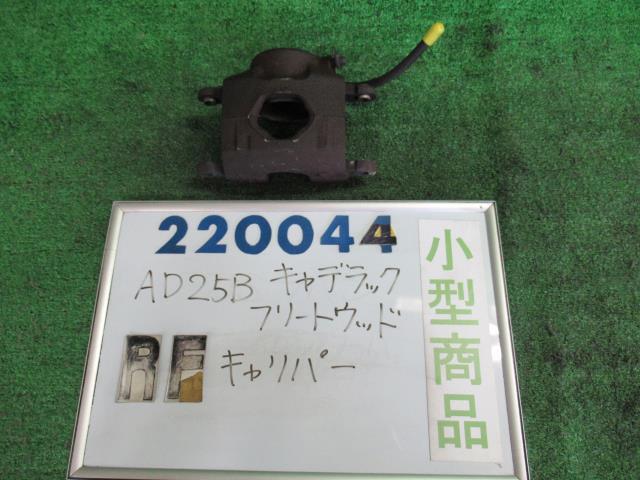 220044
AD25B キャデラック
フリートウッド
RF キャリパー
小型商品